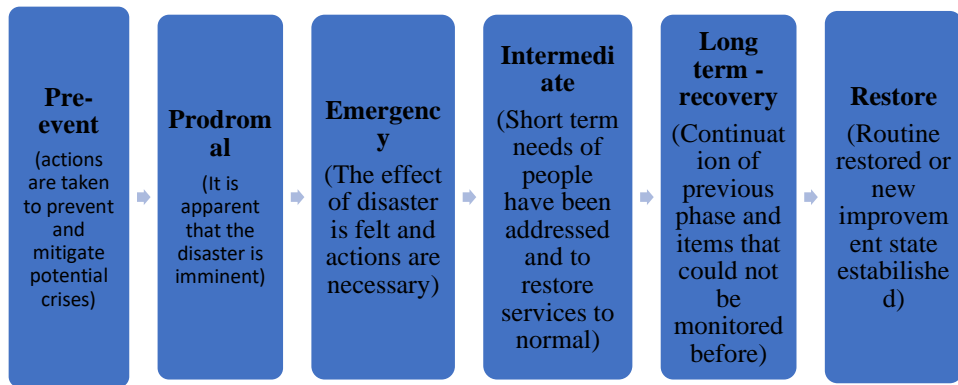 Pre-
event
(actions
are taken
to prevent
and
mitigate
potential
crises)
Prodrom
al
(It is
apparent
that the
disaster is
imminent)
Emergenc
y
(The effect
of disaster
is felt and
actions are
necessary)
Intermedi
ate
(Short term
needs of
people
have been
addressed
and to
restore
services to
normal)
Long
term -
recovery
(Continuat
ion of
previous
phase and
items that
could not
be
monitored
before)
Restore
(Routine
restored or
new
improvem
ent state
estabilishe
d)